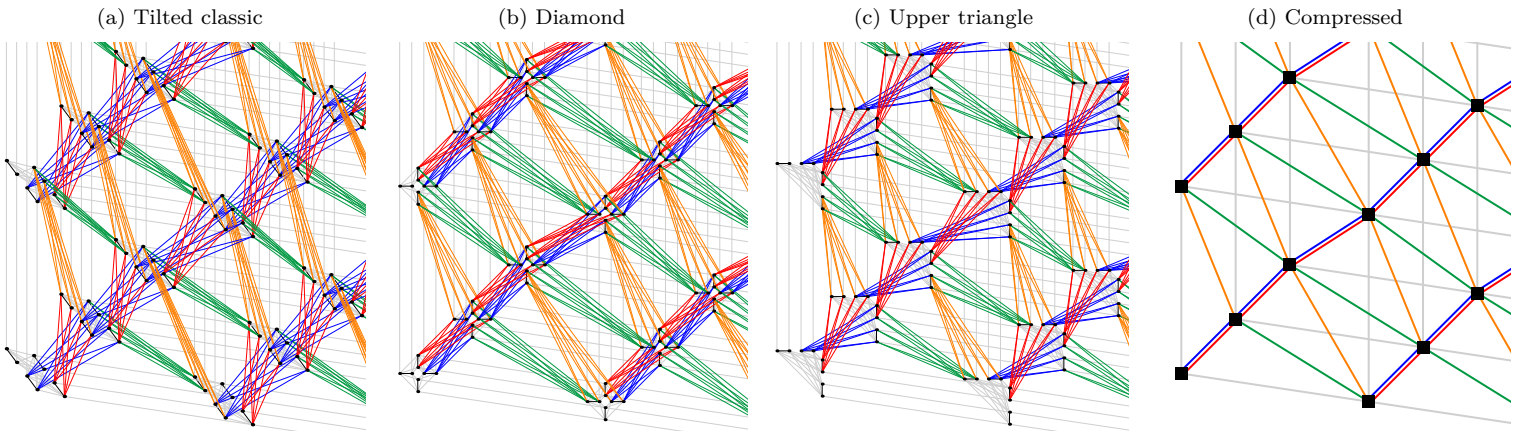 (a) Tilted classic
(b) Diamond
(c) Upper triangle
(d) Compressed